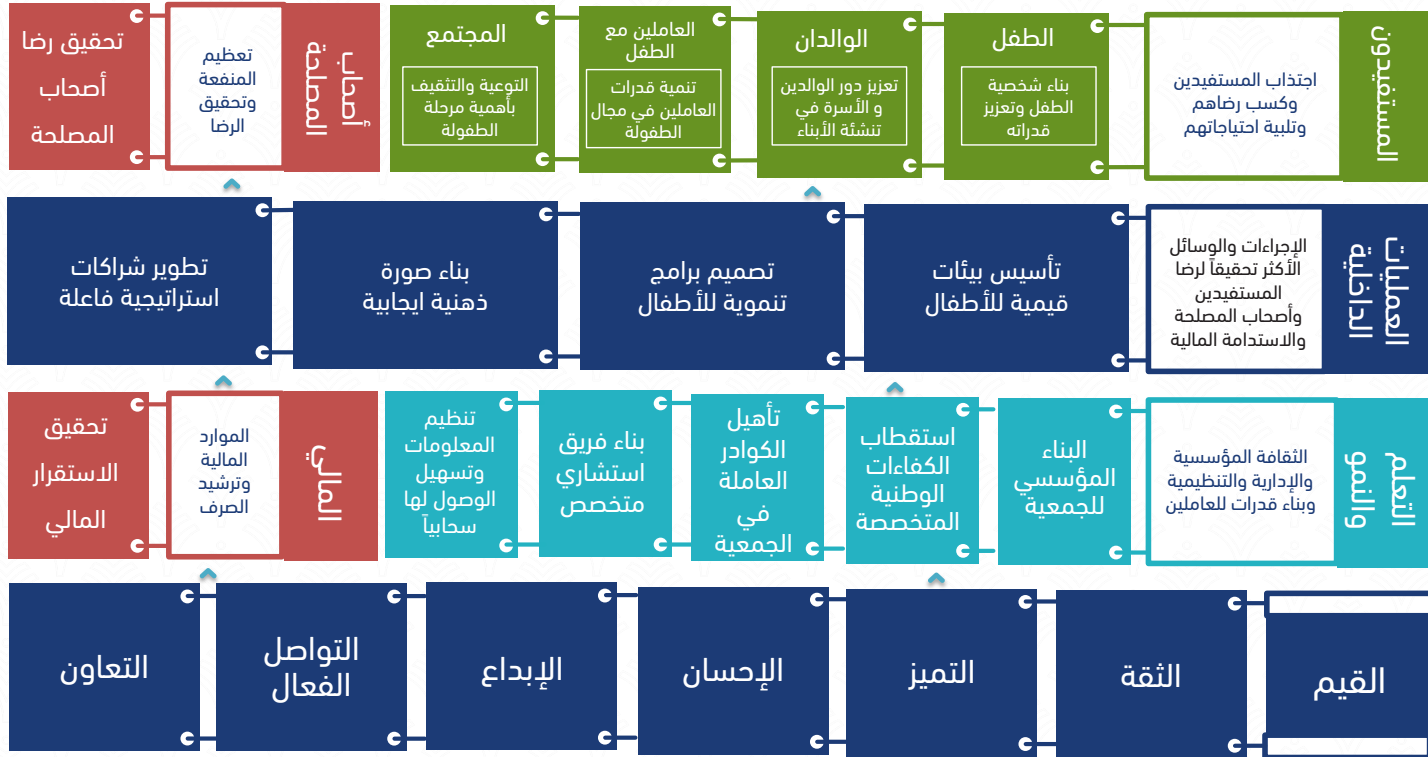 المستفيدون
اجتذاب المستفيدين
وكسب رضاهم
وتلبية احتياجاتهم
الطفل
بناء شخصية
الطفل وتعزيز
قدراته
الوالدان
تعزيز دور الوالدين
و الأسرة في
تنشئة الأبناء
العاملين مع
الطفل
تنمية قدرات
العاملين في مجال
الطفولة
المجتمع
التوعية والتثقيف
بأهمية مرحلة
الطفولة
أصحاب
المصلحة
تعظيم
المنفعة
وتحقيق
الرضا
تحقيق رضا
أصحاب
المصلحة
العمليات
الداخلية
الإجراءات والوسائل
الأكثر تحقيقاً لرضا
المستفيدين
وأصحاب المصلحة
والاستدامة المالية
تأسيس بيئات
قيمية للأطفال
تصميم برامج
تنموية للأطفال
بناء صورة
ذهنية ايجابية
تطوير شراكات
استراتيجية فاعلة
التعلم
والنمو
الثقافة المؤسسية
والإدارية والتنظيمية
وبناء قدرات للعاملين
البناء
المؤسسي
للجمعية
استقطاب
الكفاءات
الوطنية
المتخصصة
تأهيل
الكوادر
العاملة
في
الجمعية
بناء فريق
استشاري
متخصص
تنظيم
المعلومات
وتسهيل
الوصول لها
سحابياً
المالي
الموارد
المالية
وترشيد
الصرف
تحقيق
الاستقرار
المالي
القيم
الثقة
التميز
الإحسان
الإبداع
التواصل
الفعال
التعاون